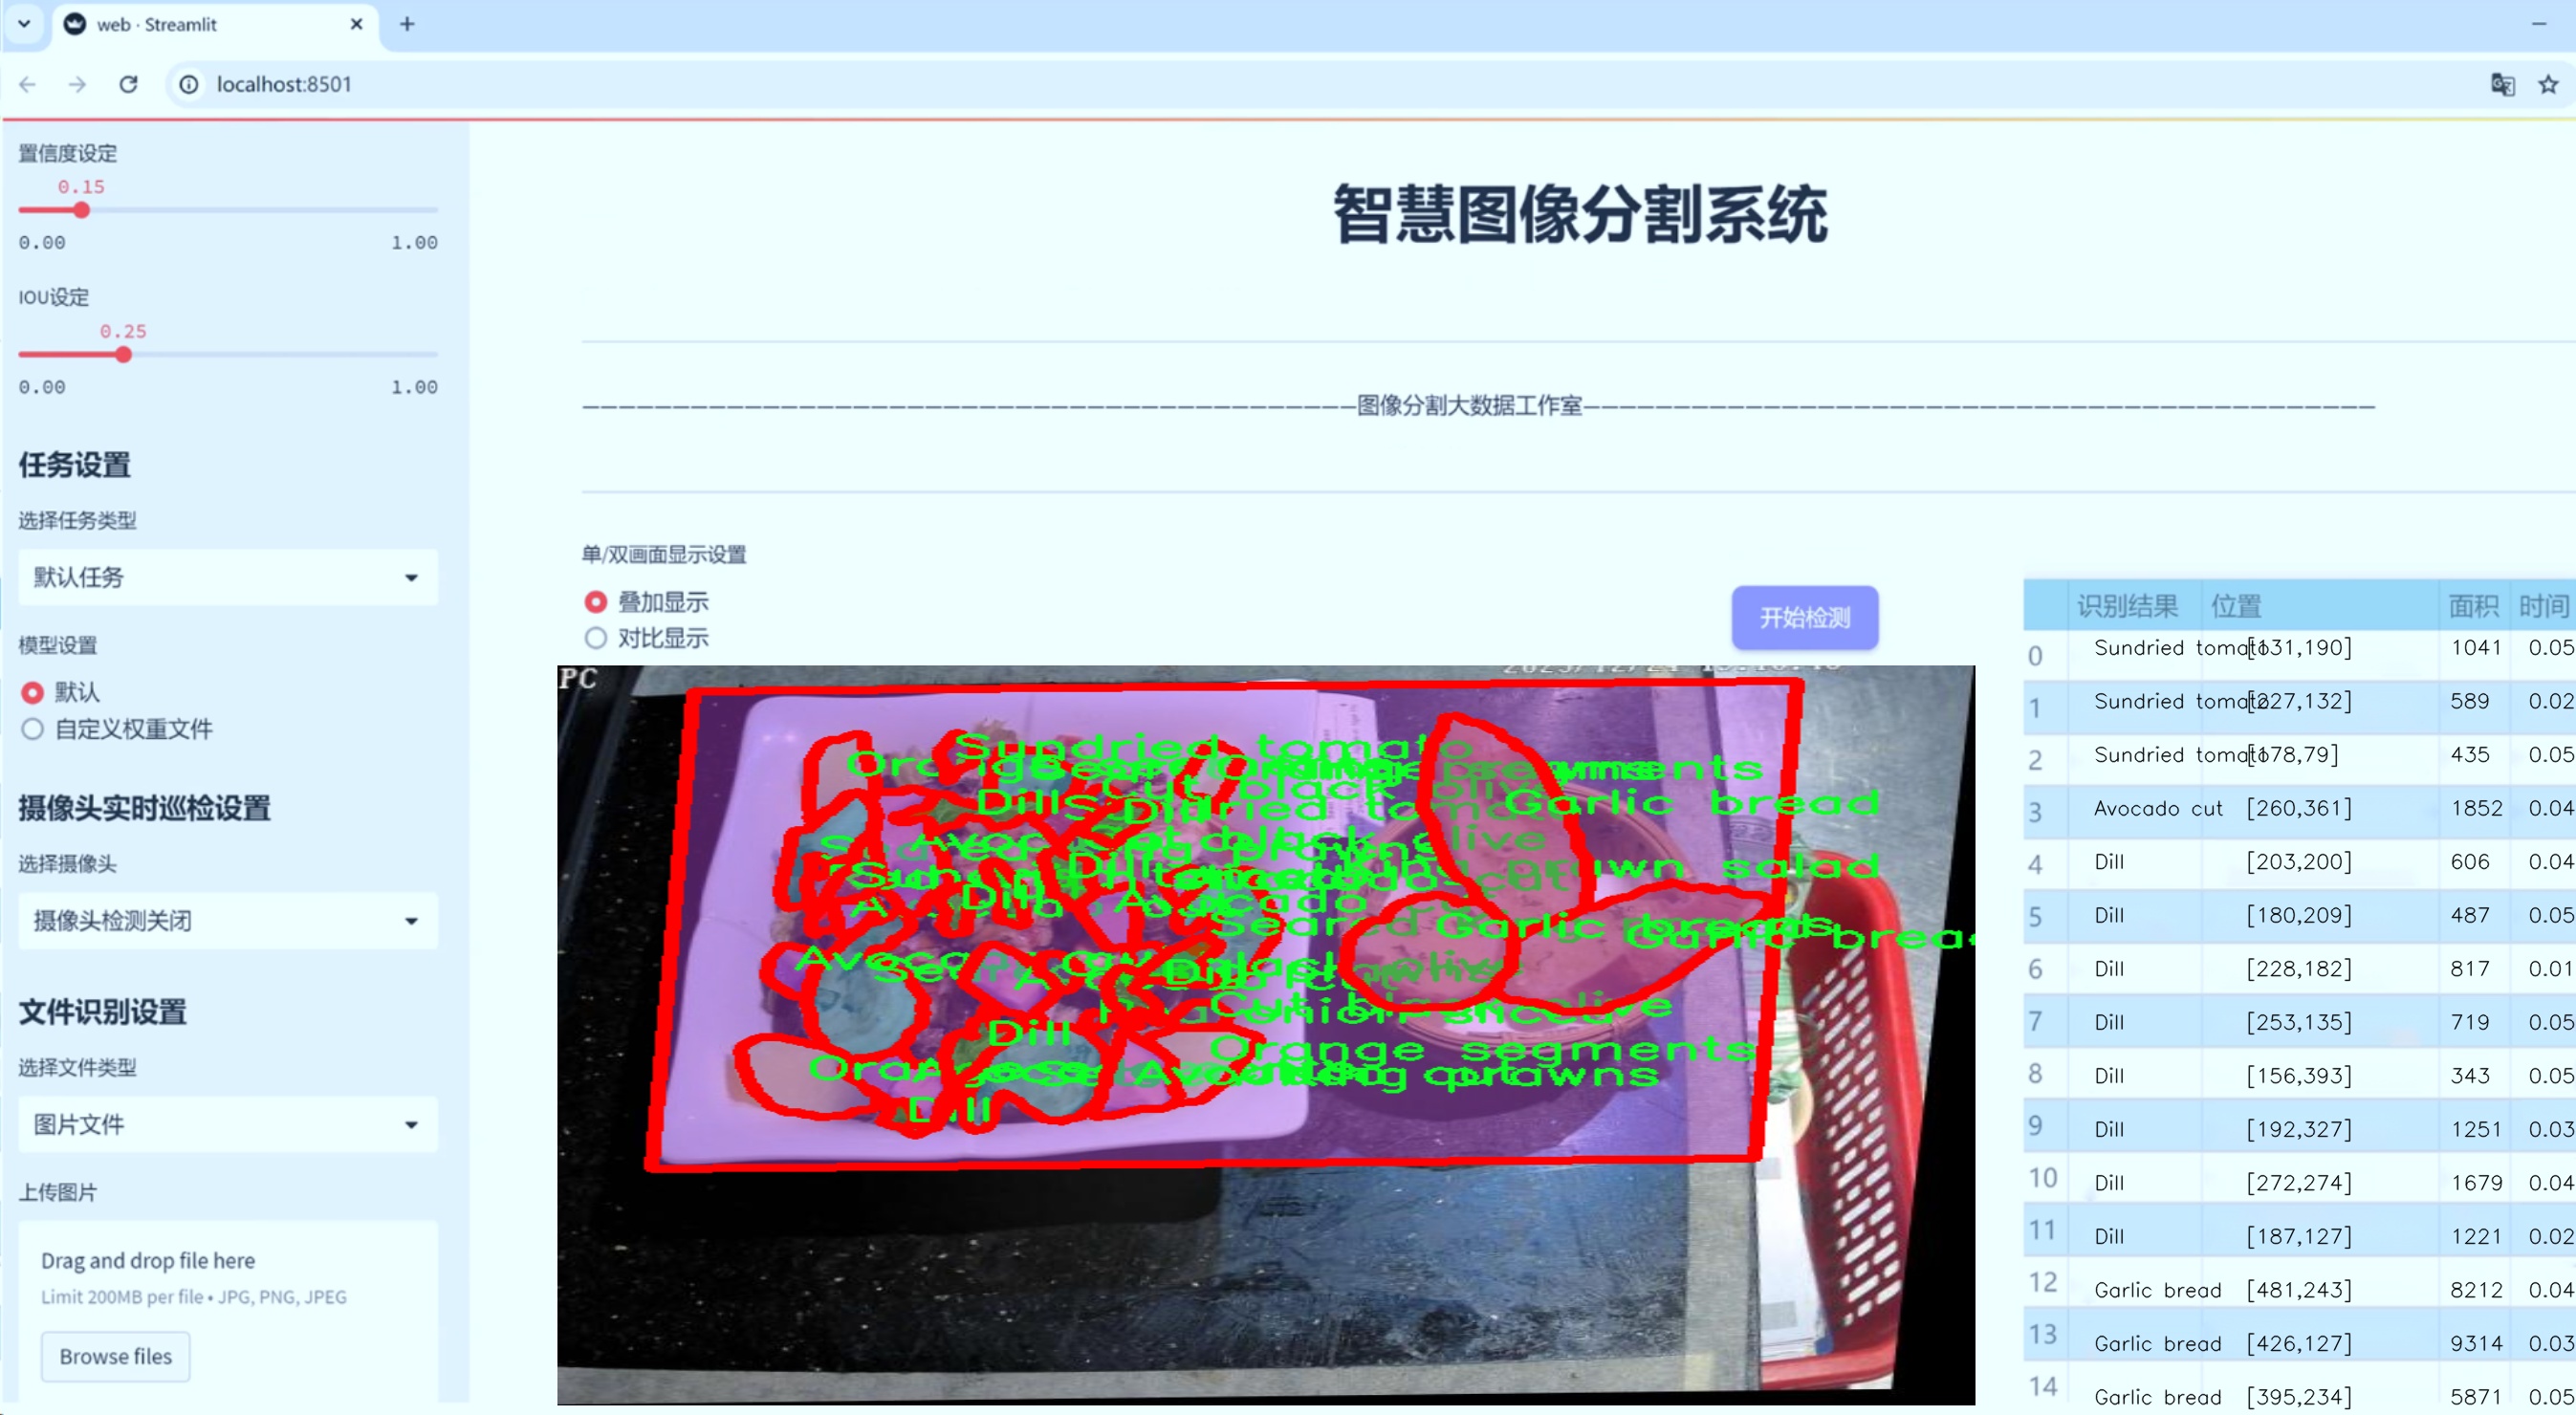 web · Streamlit
localhost:8501
置信度设定
0.15
0.00 1.00
IOU设定
0.25
0.00 1.00
任务设置
选择任务类型
默认任务
模型设置
默认
自定义权重文件
摄像头实时巡检设置
选择摄像头
摄像头检测关闭
文件识别设置
选择文件类型
图片文件
上传图片
Drag and drop file here
Limit 200MB per file • JPG, PNG, JPEG
Browse files
智慧图像分割系统
图像分割大数据工作室
单/双画面显示设置
叠加显示
对比显示
开始检测
PC
Sundried tomato
Garlic bread
Dill
Garlic breads
Orange segments
Dill
识别结果 位置 面积 时间
0 Sundried tomato [131,190] 1041 0.05
1 Sundried tomato [227,132] 589 0.02
2 Sundried tomato [178,79] 435 0.05
3 Avocado cut [260,361] 1852 0.04
4 Dill [203,200] 606 0.04
5 Dill [180,209] 487 0.05
6 Dill [228,182] 817 0.01
7 Dill [253,135] 719 0.05
8 Dill [156,393] 343 0.05
9 Dill [192,327] 1251 0.03
10 Dill [272,274] 1679 0.04
11 Dill [187,127] 1221 0.02
12 Garlic bread [481,243] 8212 0.04
13 Garlic bread [426,127] 9314 0.03
14 Garlic bread [395,234] 5871 0.05